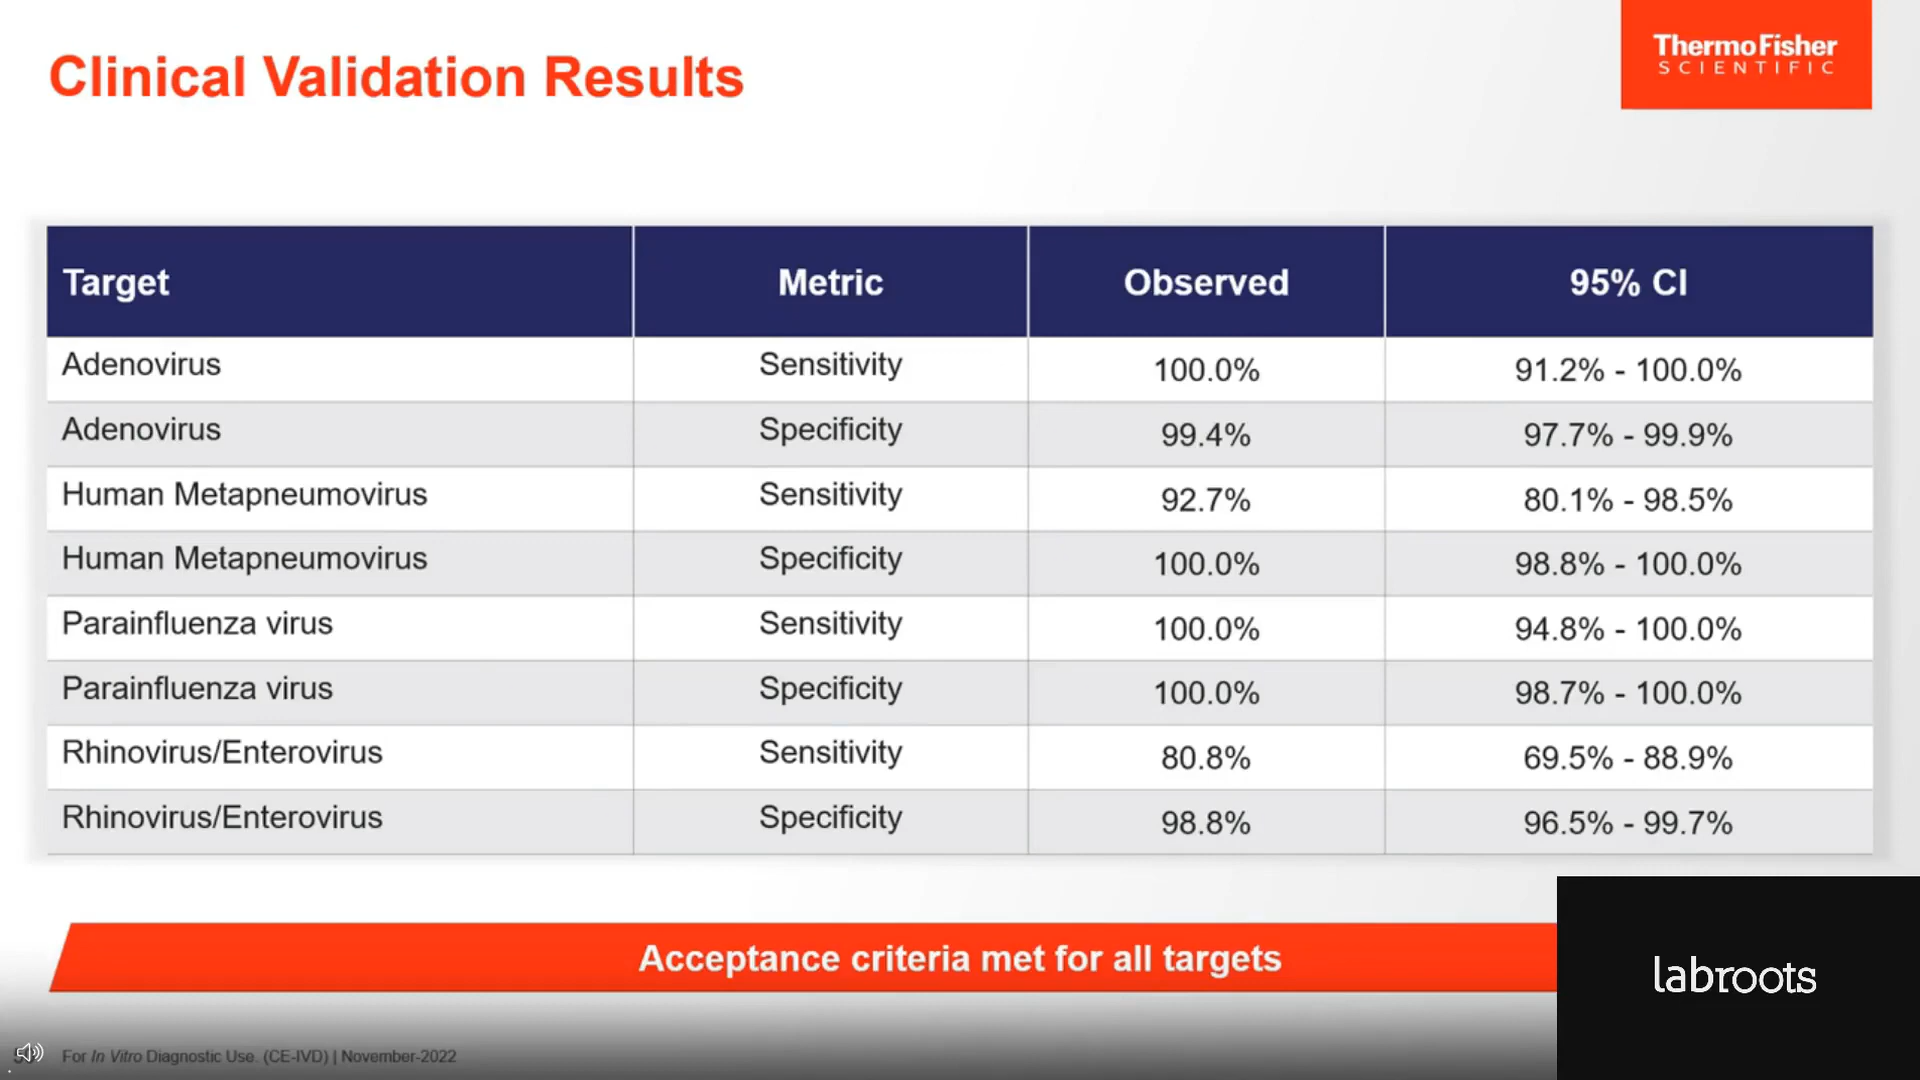 Clinical Validation Results
ThermoFisher
SCIENTIFIC
Target Metric Observed 95% CI
Adenovirus Sensitivity 100.0% 91.2% - 100.0%
Adenovirus Specificity 99.4% 97.7% - 99.9%
Human Metapneumovirus Sensitivity 92.7% 80.1% - 98.5%
Human Metapneumovirus Specificity 100.0% 98.8% - 100.0%
Parainfluenza virus Sensitivity 100.0% 94.8% - 100.0%
Parainfluenza virus Specificity 100.0% 98.7% - 100.0%
Rhinovirus/Enterovirus Sensitivity 80.8% 69.5% - 88.9%
Rhinovirus/Enterovirus Specificity 98.8% 96.5% - 99.7%
Acceptance criteria met for all targets
labroots
For In Vitro Diagnostic Use. (CE-IVD) | November-2022